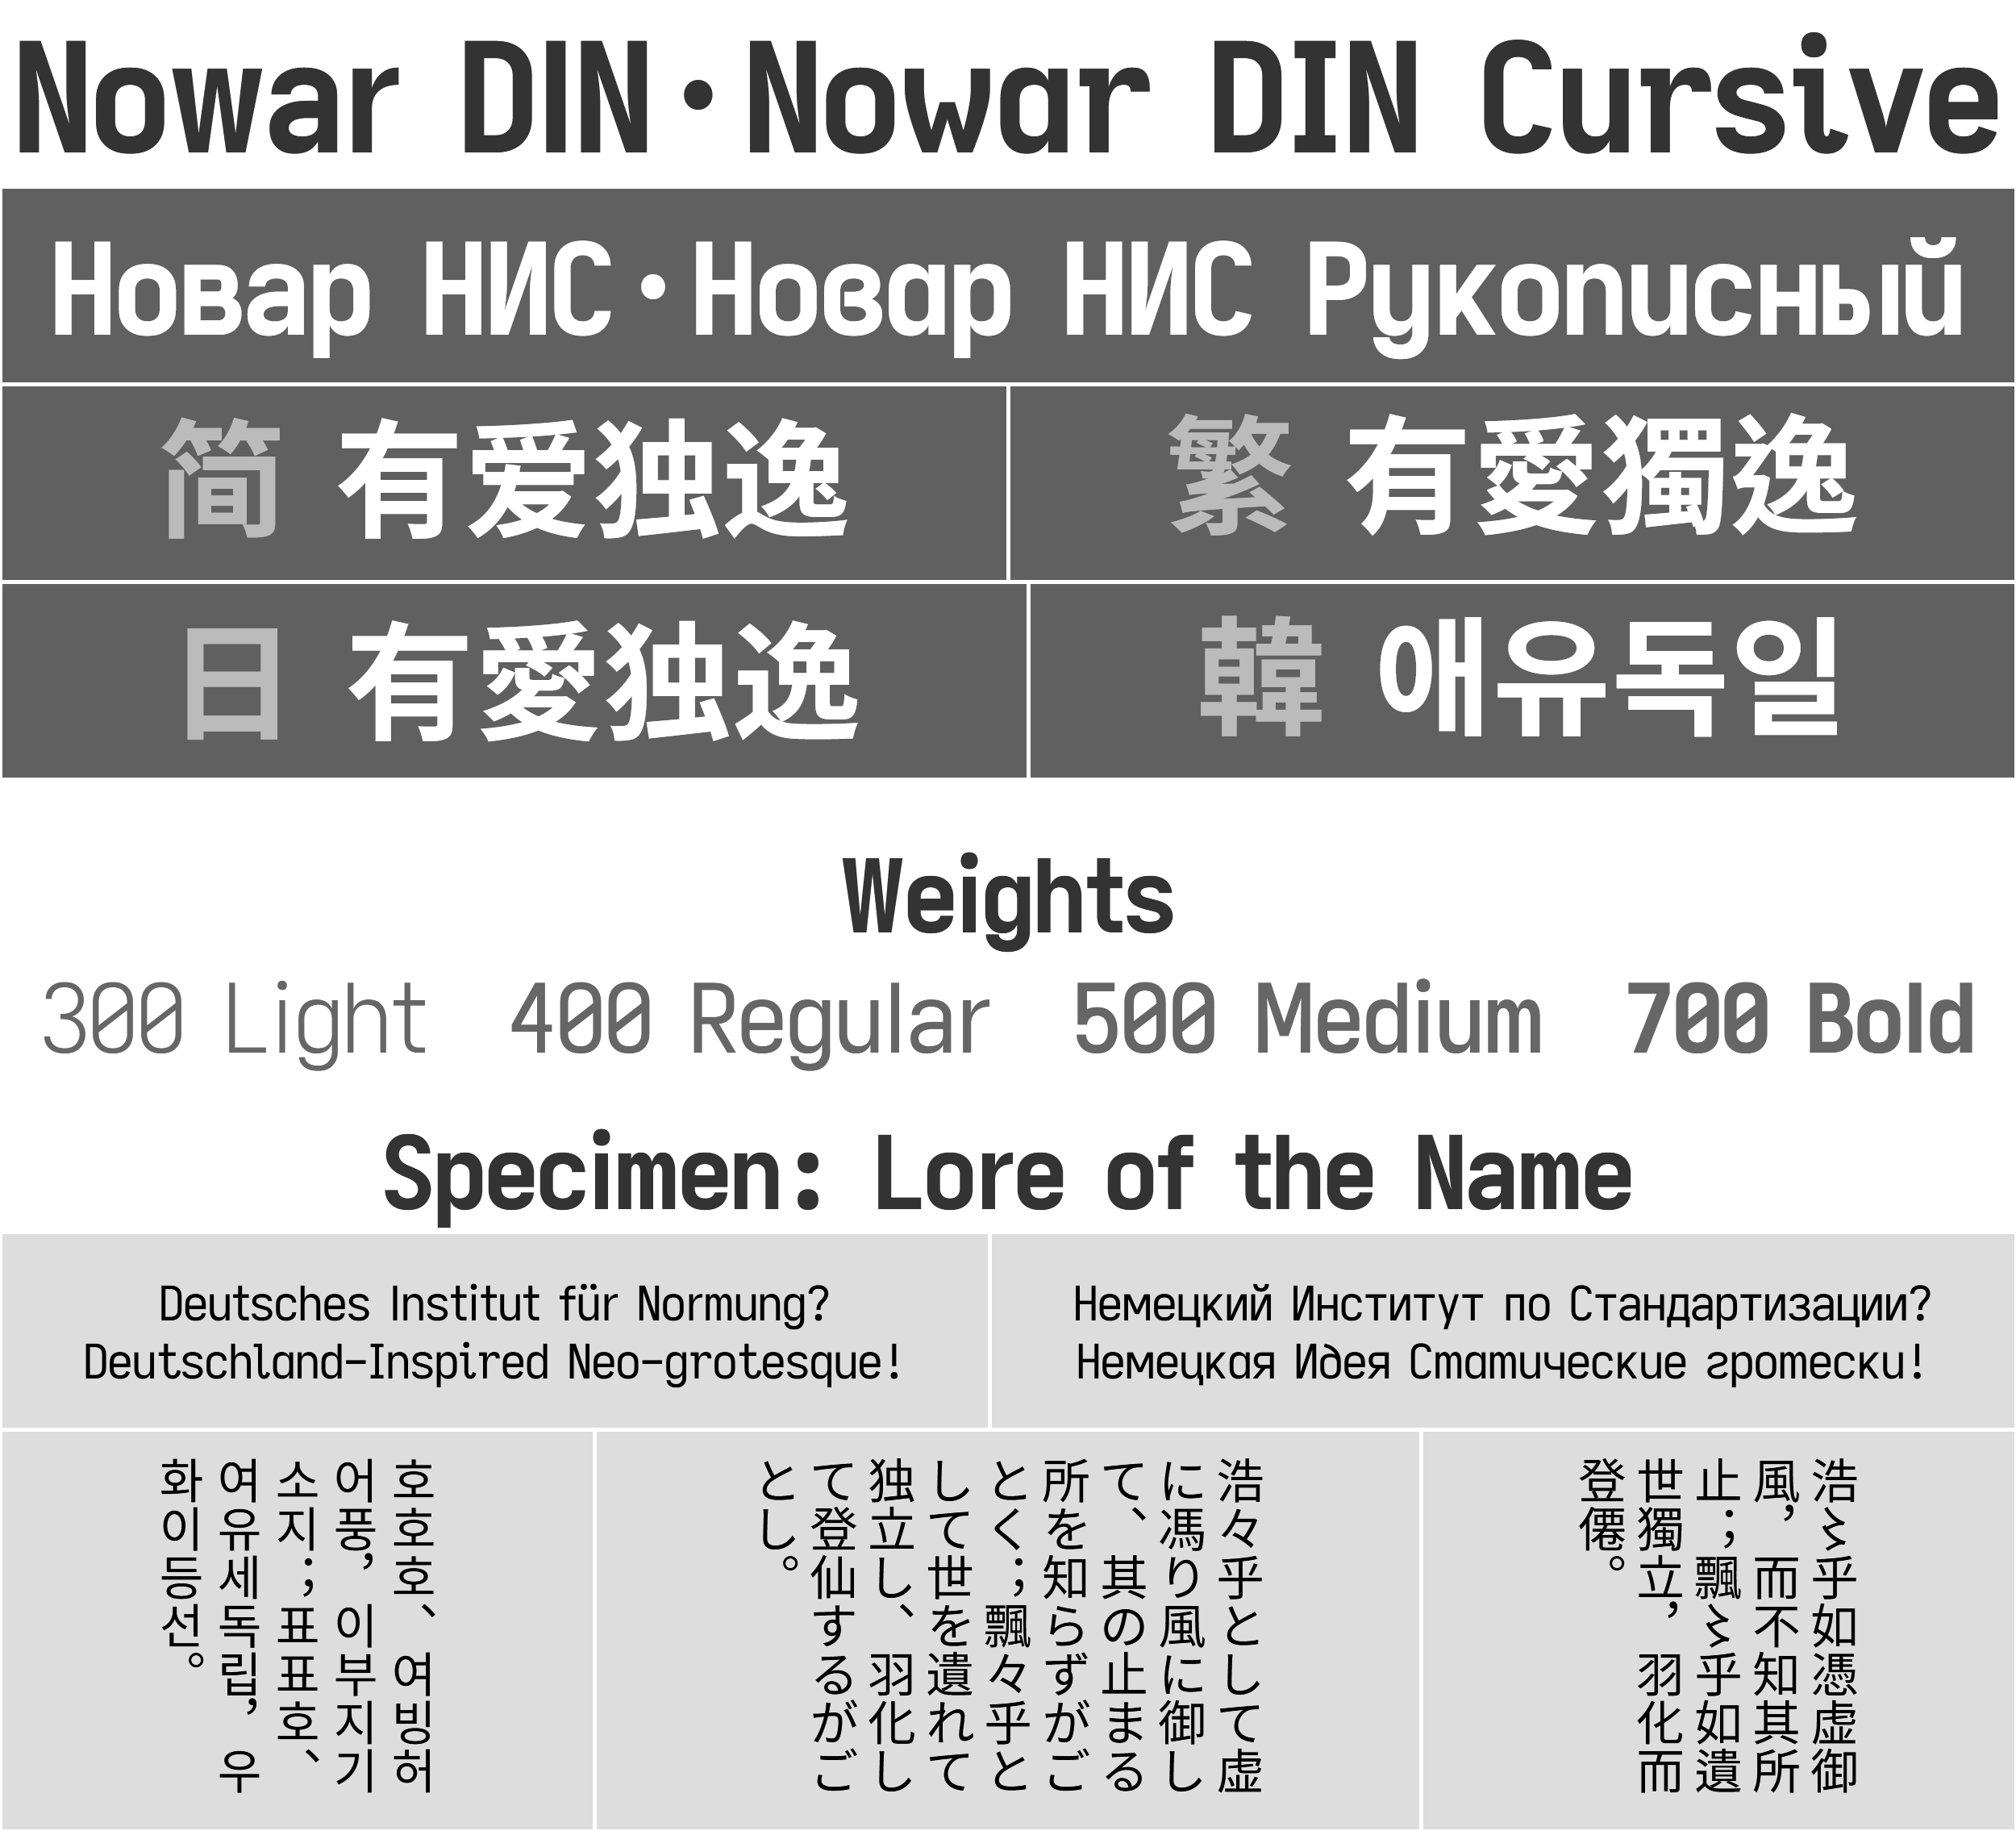 Nowar DIN·Nowar DIN Cursive
Новар НИС·Новар НИС Рукописный
简 有爱独逸
繁 有愛獨逸
日 有愛独逸
韓 애유독일
Weights
300 Light 400 Regular 500 Medium 700 Bold
Specimen: Lore of the Name
Deutsches Institut für Normung?
Deutschland-Inspired Neo-grotesque!
Немецкий Институт по Стандартизации?
Немецкая Идея Статические гротески!
浩〻乎如憑虛御
風，而不知其所
止；飄〻乎如遺
世獨立，羽化而
登僊。
浩々乎として虚
に馮り風に御し
て、其の止まる
所を知らずがご
とく；飄々乎と
して世を遺れて
独立し、羽化し
て登仙するがご
とし。
호호호、여빙허
어풍，이부지기
소지；표표호、
여유세독립，우
화이등선。